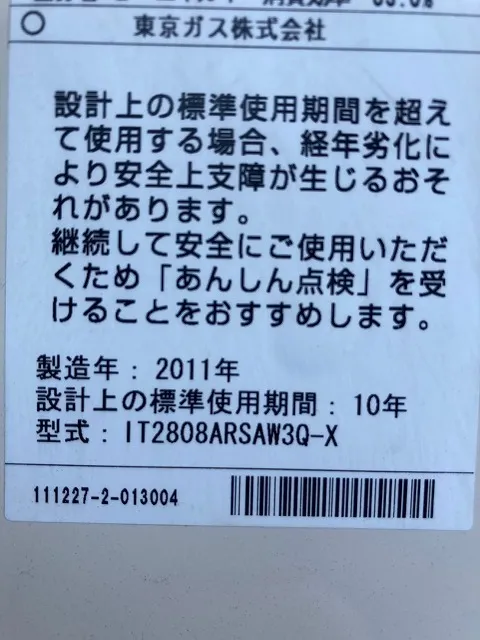 ○ 東京ガス株式会社
設計上の標準使用期間を超え
て使用する場合、経年劣化に
より安全上支障が生じるおそ
れがあります。
継続して安全にご使用いただ
くため「あんしん点検」を受
けることをおすすめします。
製造年：2011年
設計上の標準使用期間：10年
型式：IT2808ARSAW3Q-X
111227-2-013004